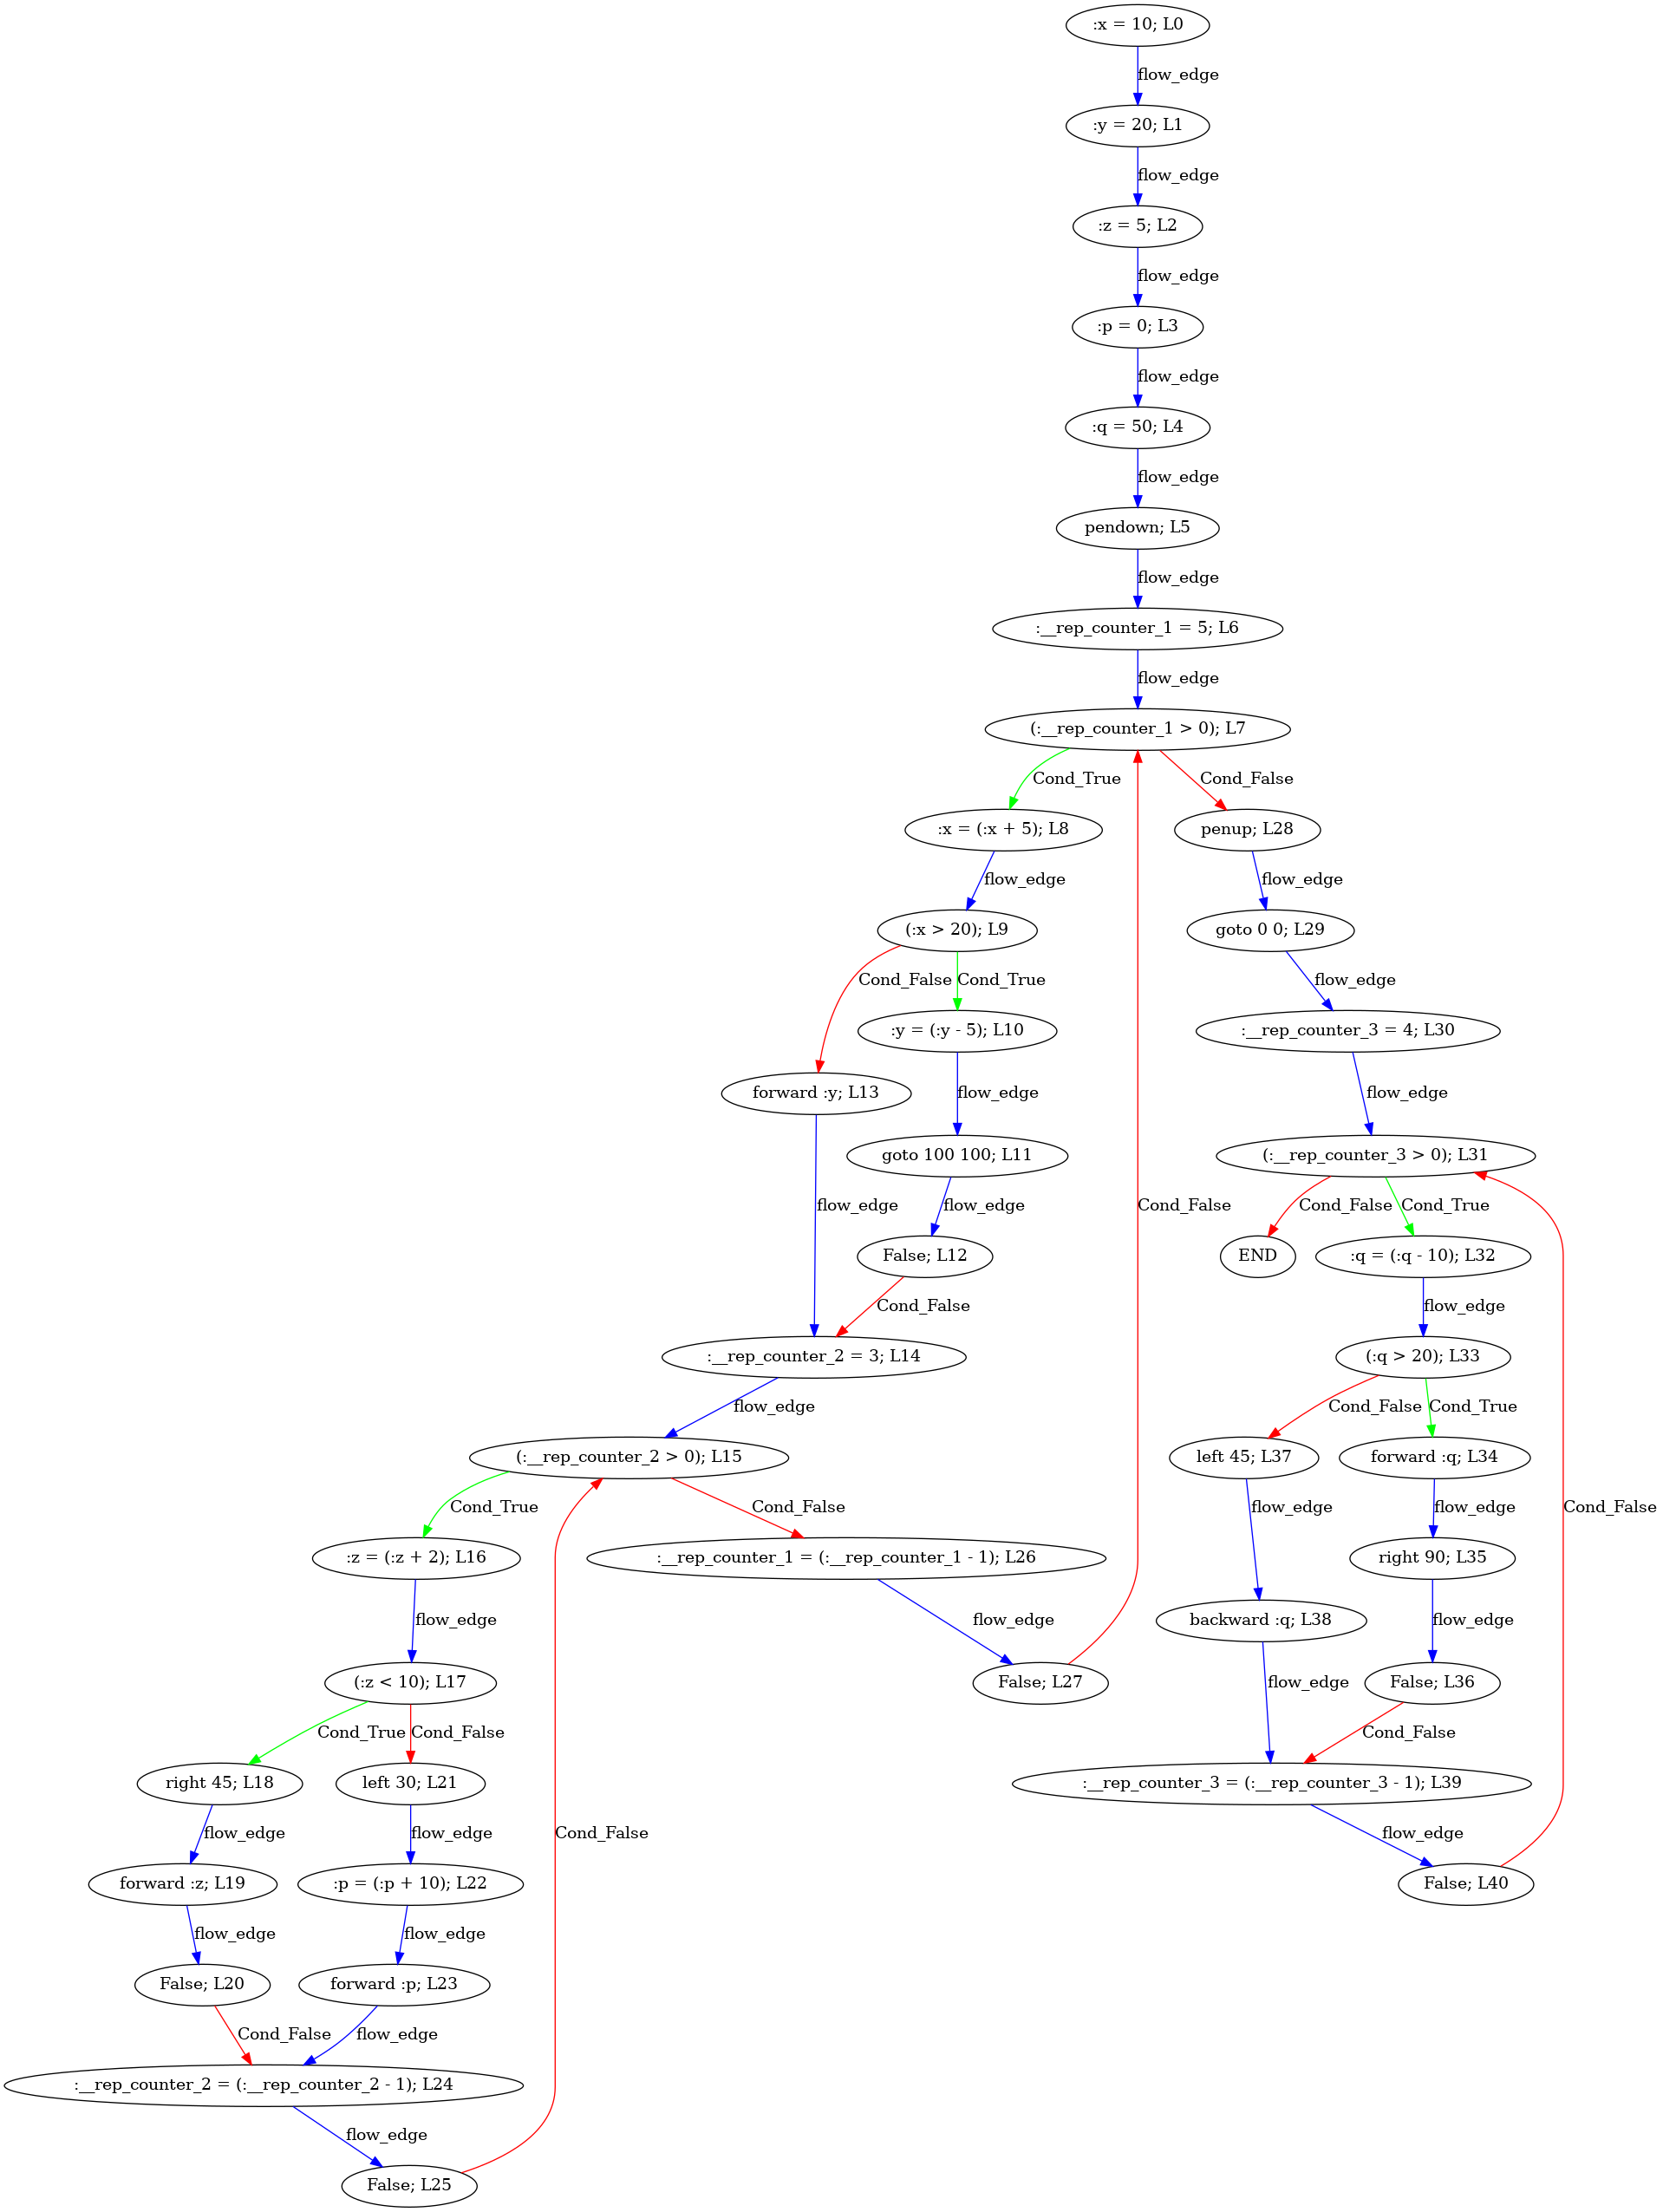 :x = 10; L0
flow_edge
:y = 20; L1
flow_edge
:z = 5; L2
flow_edge
:p = 0; L3
flow_edge
:q = 50; L4
flow_edge
pendown; L5
flow_edge
:__rep_counter_1 = 5; L6
flow_edge
(:__rep_counter_1 > 0); L7
Cond_True
Cond_False
:x = (:x + 5); L8
penup; L28
flow_edge
flow_edge
(:x > 20); L9
goto 0 0; L29
Cond_False
Cond_True
flow_edge
:y = (:y - 5); L10
:__rep_counter_3 = 4; L30
forward :y; L13
flow_edge
flow_edge
goto 100 100; L11
(:__rep_counter_3 > 0); L31
flow_edge
flow_edge
Cond_False
Cond_False
Cond_True
False; L12
END
:q = (:q - 10); L32
Cond_False
flow_edge
:__rep_counter_2 = 3; L14
(:q > 20); L33
flow_edge
Cond_False
Cond_True
(:__rep_counter_2 > 0); L15
left 45; L37
forward :q; L34
Cond_True
Cond_False
flow_edge
flow_edge
Cond_False
:z = (:z + 2); L16
:__rep_counter_1 = (:__rep_counter_1 - 1); L26
right 90; L35
flow_edge
flow_edge
backward :q; L38
flow_edge
(:z < 10); L17
False; L27
flow_edge
False; L36
Cond_True
Cond_False
Cond_False
right 45; L18
left 30; L21
:__rep_counter_3 = (:__rep_counter_3 - 1); L39
flow_edge
flow_edge
Cond_False
flow_edge
forward :z; L19
:p = (:p + 10); L22
False; L40
flow_edge
flow_edge
False; L20
forward :p; L23
Cond_False
flow_edge
:__rep_counter_2 = (:__rep_counter_2 - 1); L24
flow_edge
False; L25